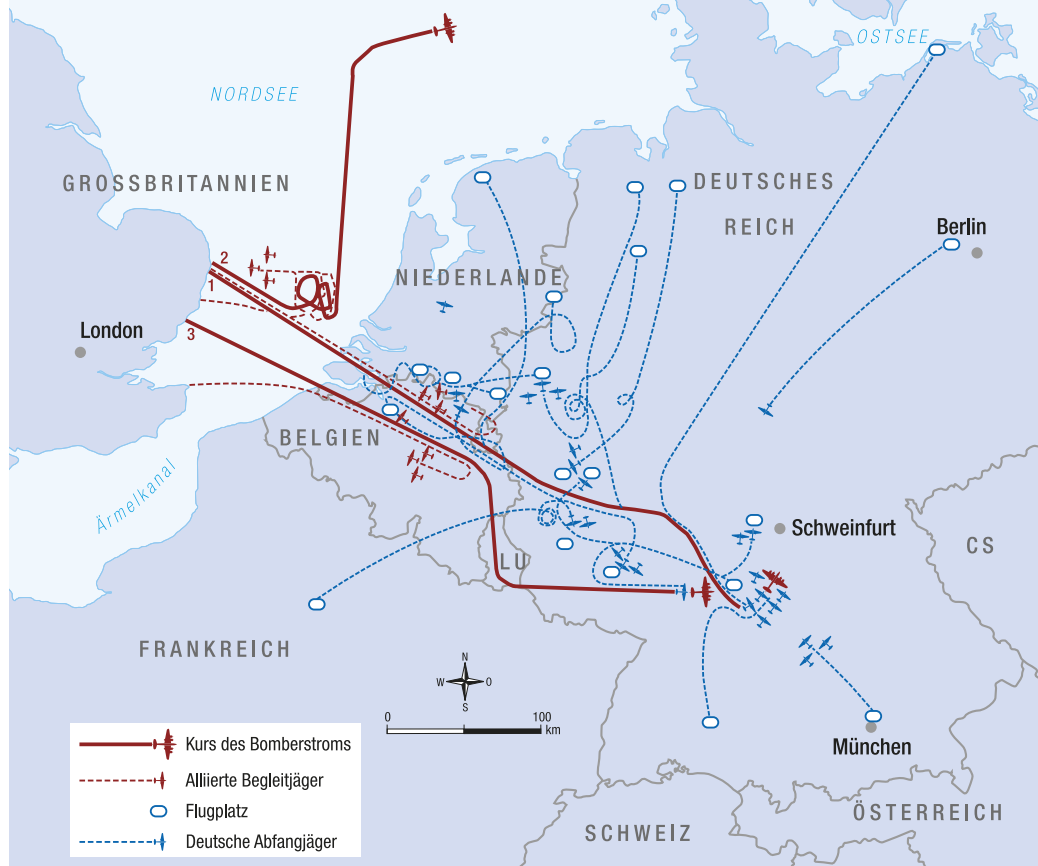 OSTSEE
NORDSEE
GROSSBRITANNIEN
DEUTSCHES
REICH
Berlin
2
1
NIEDERLANDE
3
London
BELGIEN
Ärmelkanal
Schweinfurt
CS
LU
FRANKREICH
N
W
O
S
0
100
km
München
ÖSTERREICH
SCHWEIZ
Kurs des Bomberstroms
Alliierte Begleitjäger
Flugplatz
Deutsche Abfangjäger